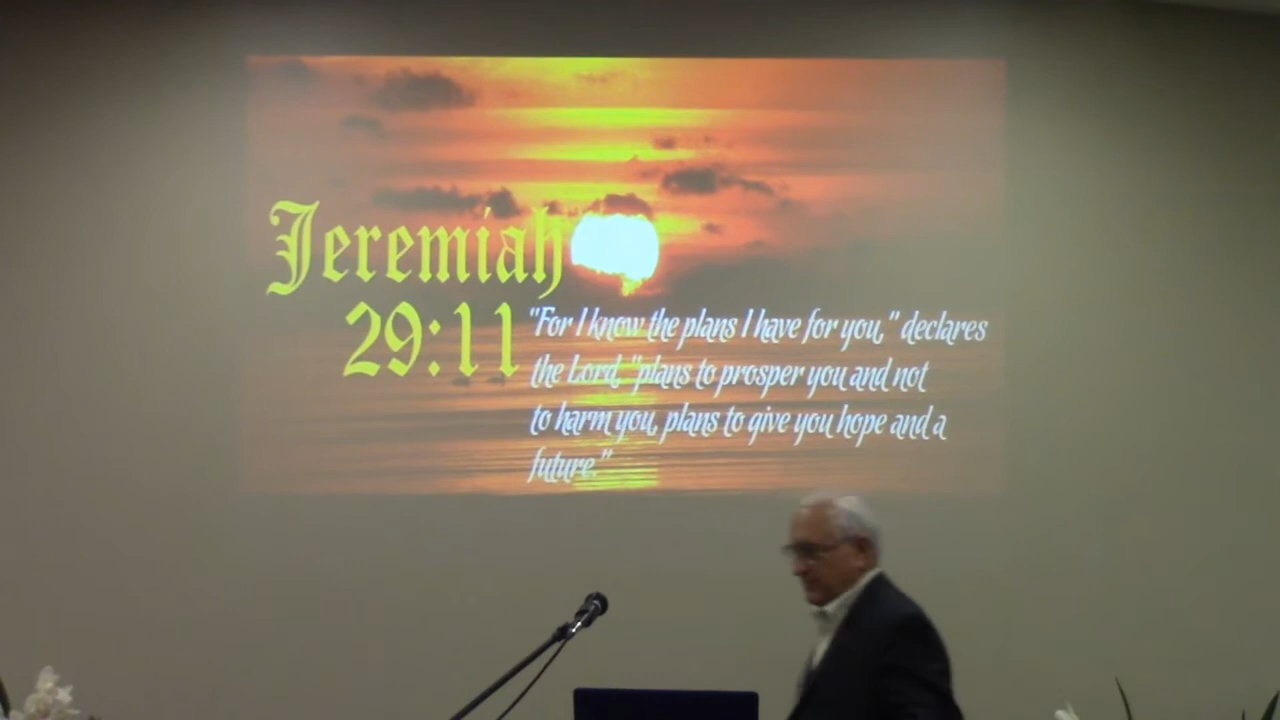 Jeremiah
29:11
"For I know the plans I have for you," declares
the Lord, "plans to prosper you and not
to harm you, plans to give you hope and a
future."